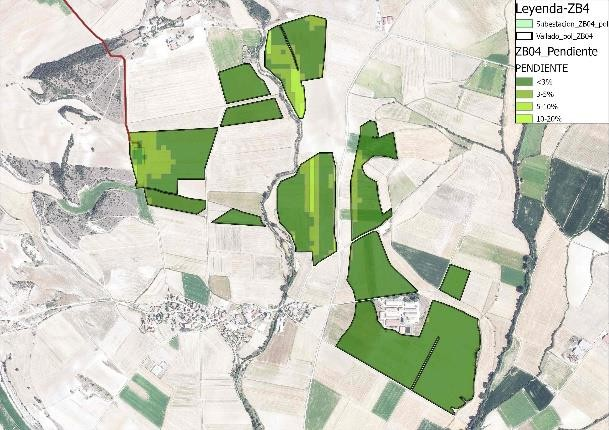 Leyenda-ZB4
Subestacion_ZB04_pol
Vallado_pol_ZB04
ZB04_Pendiente
PENDIENTE
<3%
3-5%
5-10%
10-20%